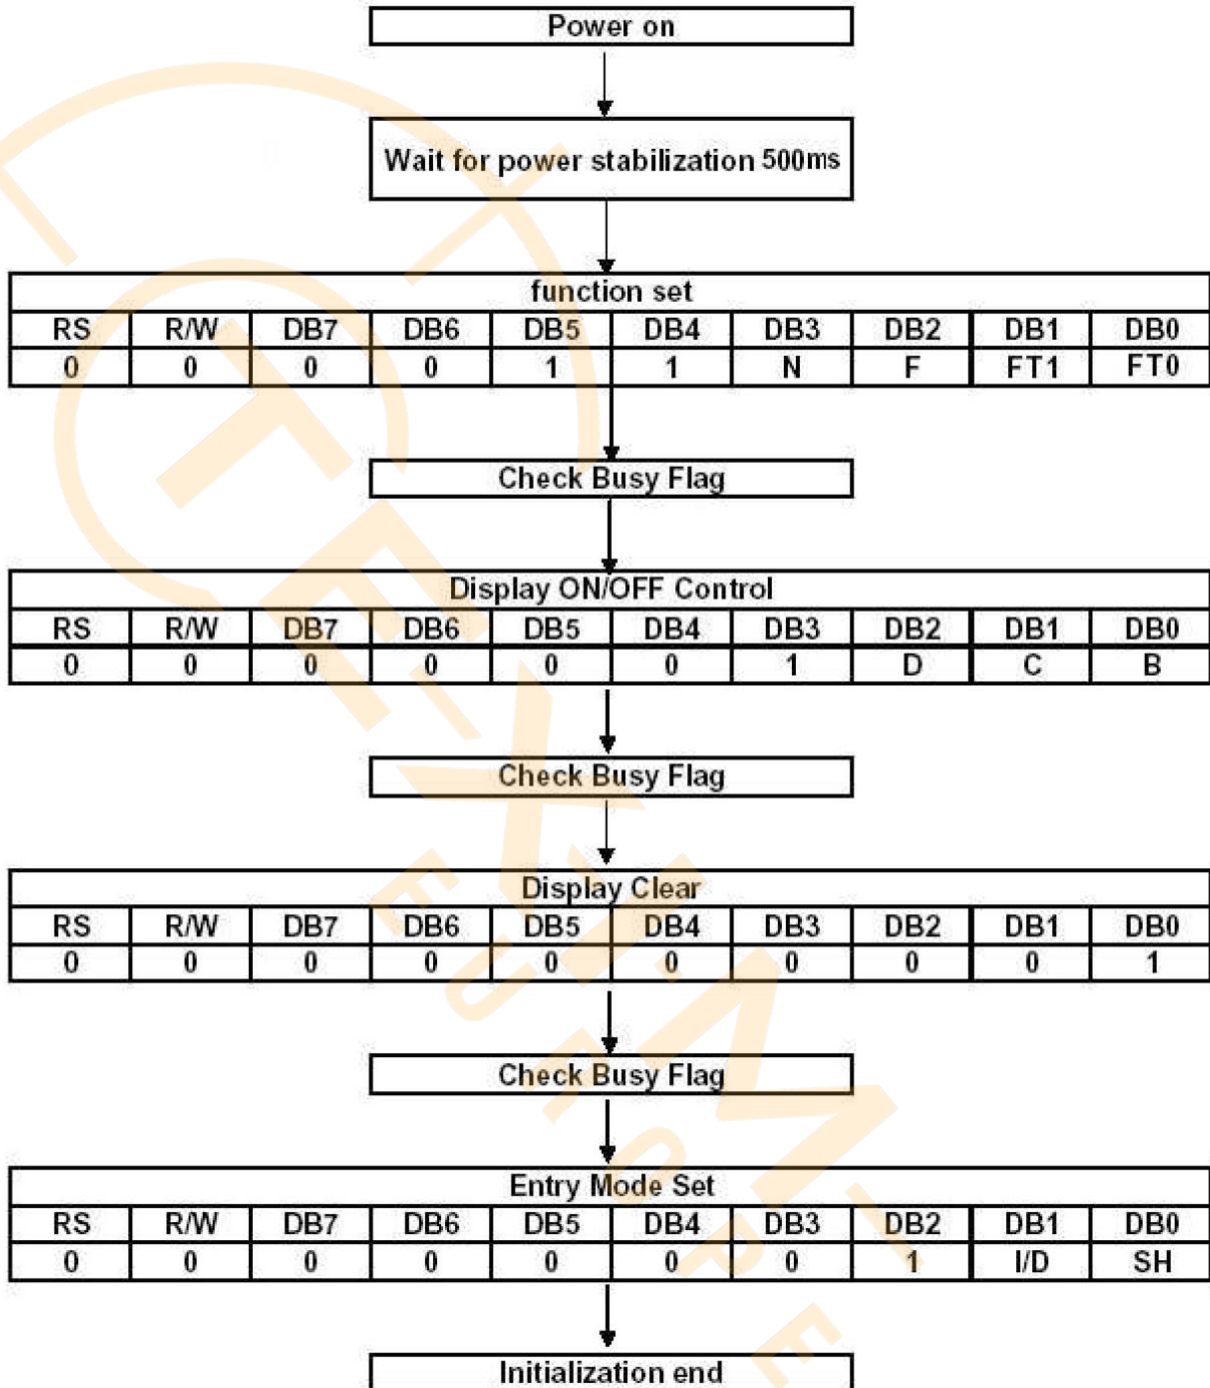 Power on
Wait for power stabilization 500ms
function set
RS R/W DB7 DB6 DB5 DB4 DB3 DB2 DB1 DB0
0 0 0 0 1 1 N F FT1 FT0
Check Busy Flag
Display ON/OFF Control
RS R/W DB7 DB6 DB5 DB4 DB3 DB2 DB1 DB0
0 0 0 0 0 0 1 D C B
Check Busy Flag
Display Clear
RS R/W DB7 DB6 DB5 DB4 DB3 DB2 DB1 DB0
0 0 0 0 0 0 0 0 0 1
Check Busy Flag
Entry Mode Set
RS R/W DB7 DB6 DB5 DB4 DB3 DB2 DB1 DB0
0 0 0 0 0 0 0 1 I/D SH
Initialization end
TEXIM
EUROPE